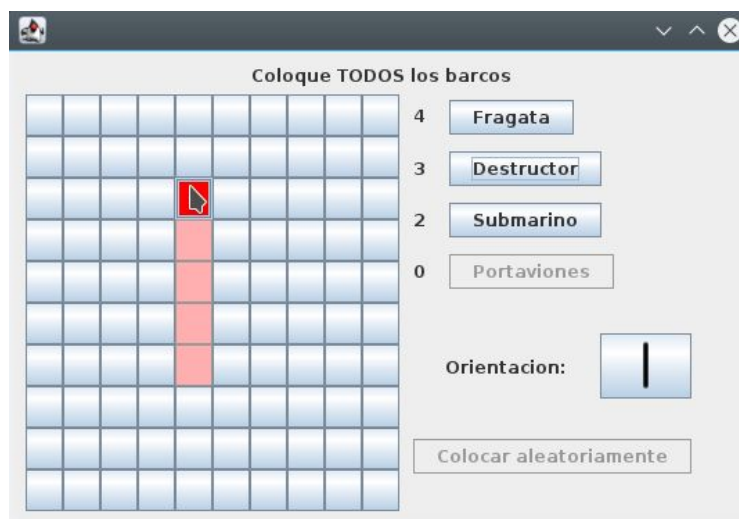 Coloque TODOS los barcos
4 Fragata
3 Destructor
2 Submarino
0 Portaviones
Orientacion:
Colocar aleatoriamente